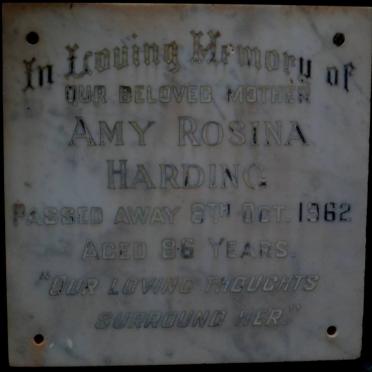 In Loving Memory of
OUR BELOVED MOTHER
AMY ROSINA
HARDING
PASSED AWAY 8TH OCT. 1962
AGED 86 YEARS.
"OUR LOVING THOUGHTS
SURROUND HER."